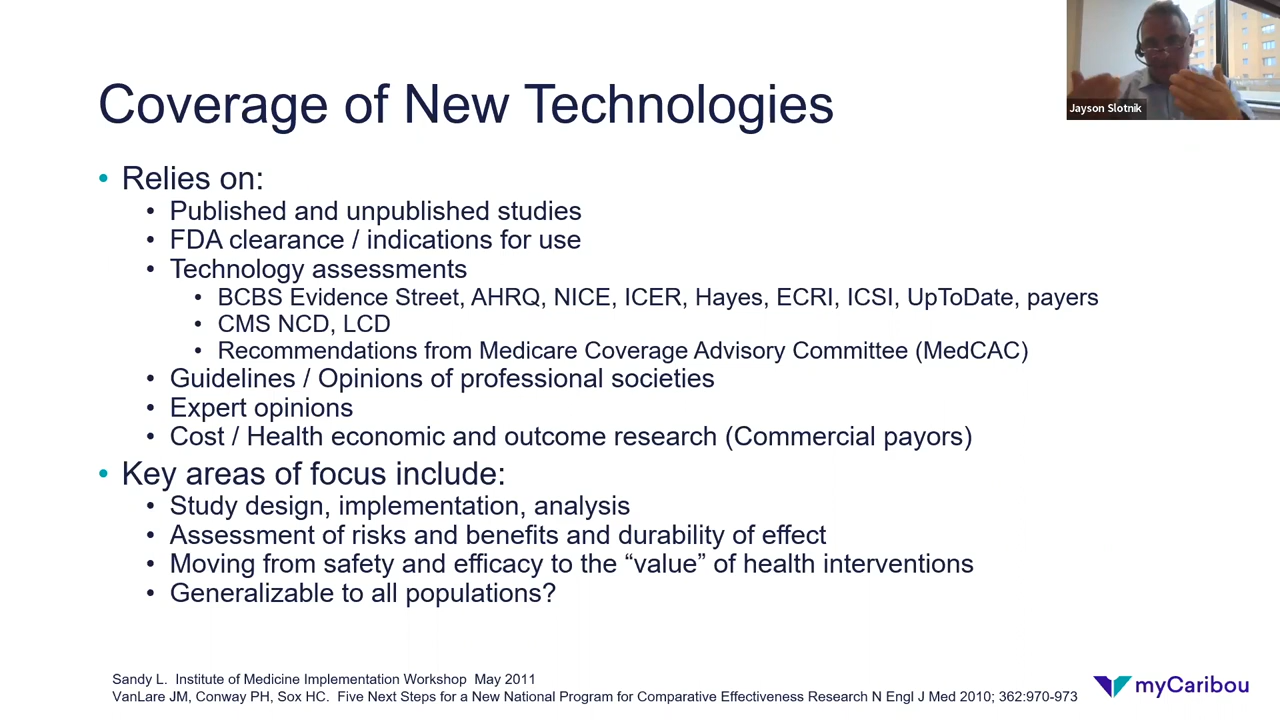 Jayson Slotnik
Coverage of New Technologies
• Relies on:
• Published and unpublished studies
• FDA clearance / indications for use
• Technology assessments
• BCBS Evidence Street, AHRQ, NICE, ICER, Hayes, ECRI, ICSI, UpToDate, payers
• CMS NCD, LCD
• Recommendations from Medicare Coverage Advisory Committee (MedCAC)
• Guidelines / Opinions of professional societies
• Expert opinions
• Cost / Health economic and outcome research (Commercial payors)
• Key areas of focus include:
• Study design, implementation, analysis
• Assessment of risks and benefits and durability of effect
• Moving from safety and efficacy to the “value” of health interventions
• Generalizable to all populations?
Sandy L. Institute of Medicine Implementation Workshop May 2011
VanLare JM, Conway PH, Sox HC. Five Next Steps for a New National Program for Comparative Effectiveness Research N Engl J Med 2010; 362:970-973
myCaribou